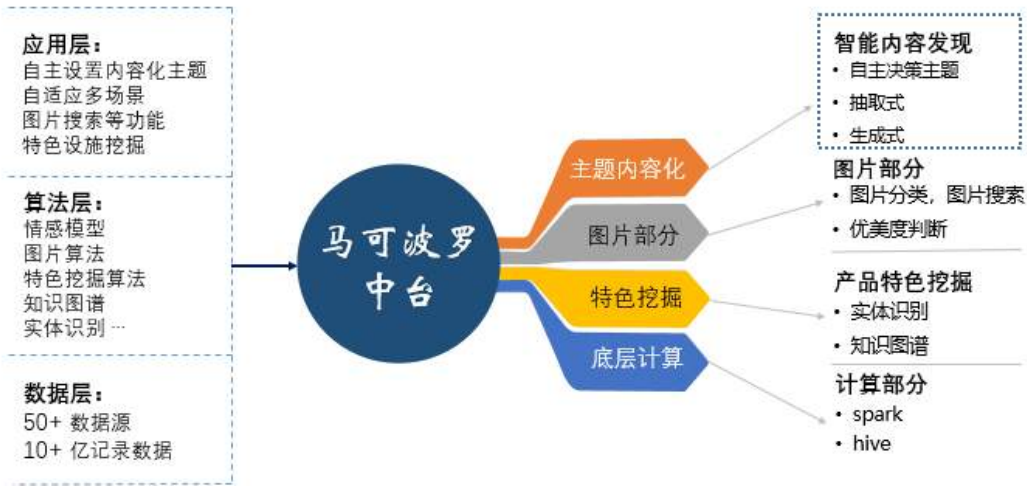 应用层：
自主设置内容化主题
自适应多场景
图片搜索等功能
特色设施挖掘
算法层：
情感模型
图片算法
特色挖掘算法
知识图谱
实体识别 …
数据层：
50+ 数据源
10+ 亿记录数据
马可波罗
中台
主题内容化
图片部分
特色挖掘
底层计算
智能内容发现
• 自主决策主题
• 抽取式
• 生成式
图片部分
• 图片分类，图片搜索
• 优美度判断
产品特色挖掘
• 实体识别
• 知识图谱
计算部分
• spark
• hive